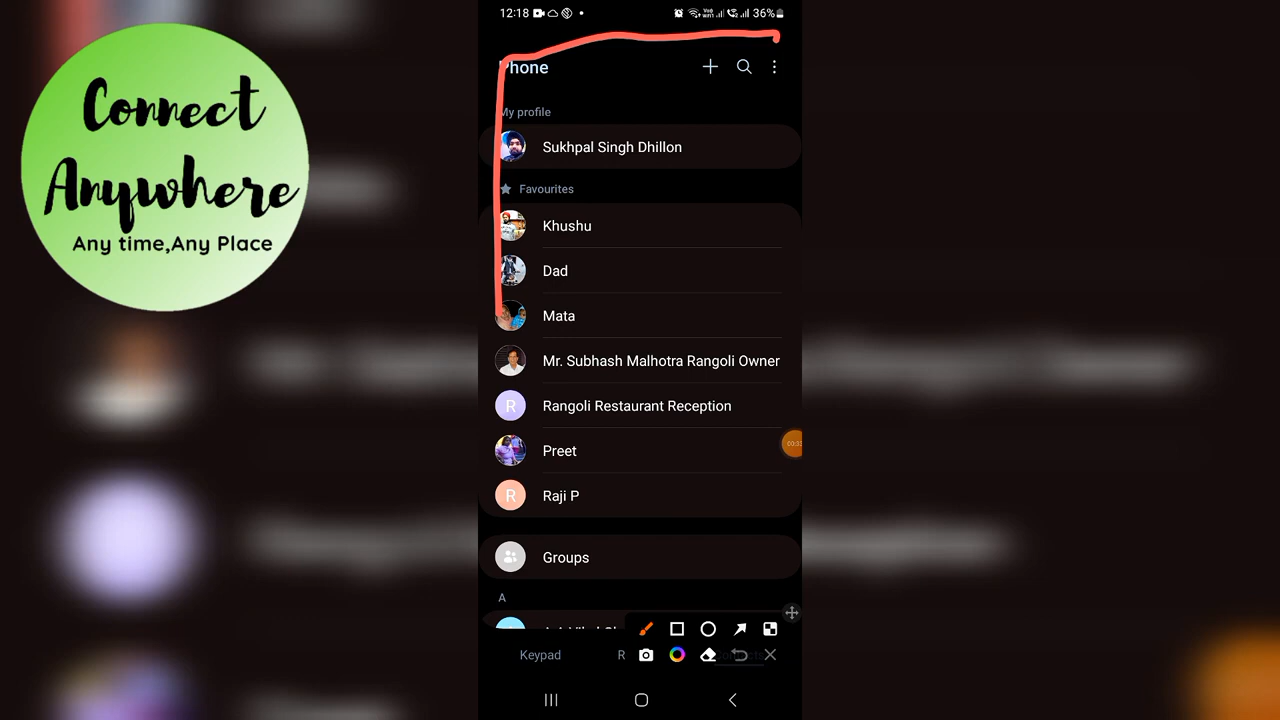 Connect
Anywhere
Any time,Any Place
12:18
36%
Phone
My profile
Sukhpal Singh Dhillon
Favourites
Khushu
Dad
Mata
Mr. Subhash Malhotra Rangoli Owner
R
Rangoli Restaurant Reception
Preet
R
Raji P
Groups
A
Keypad
R